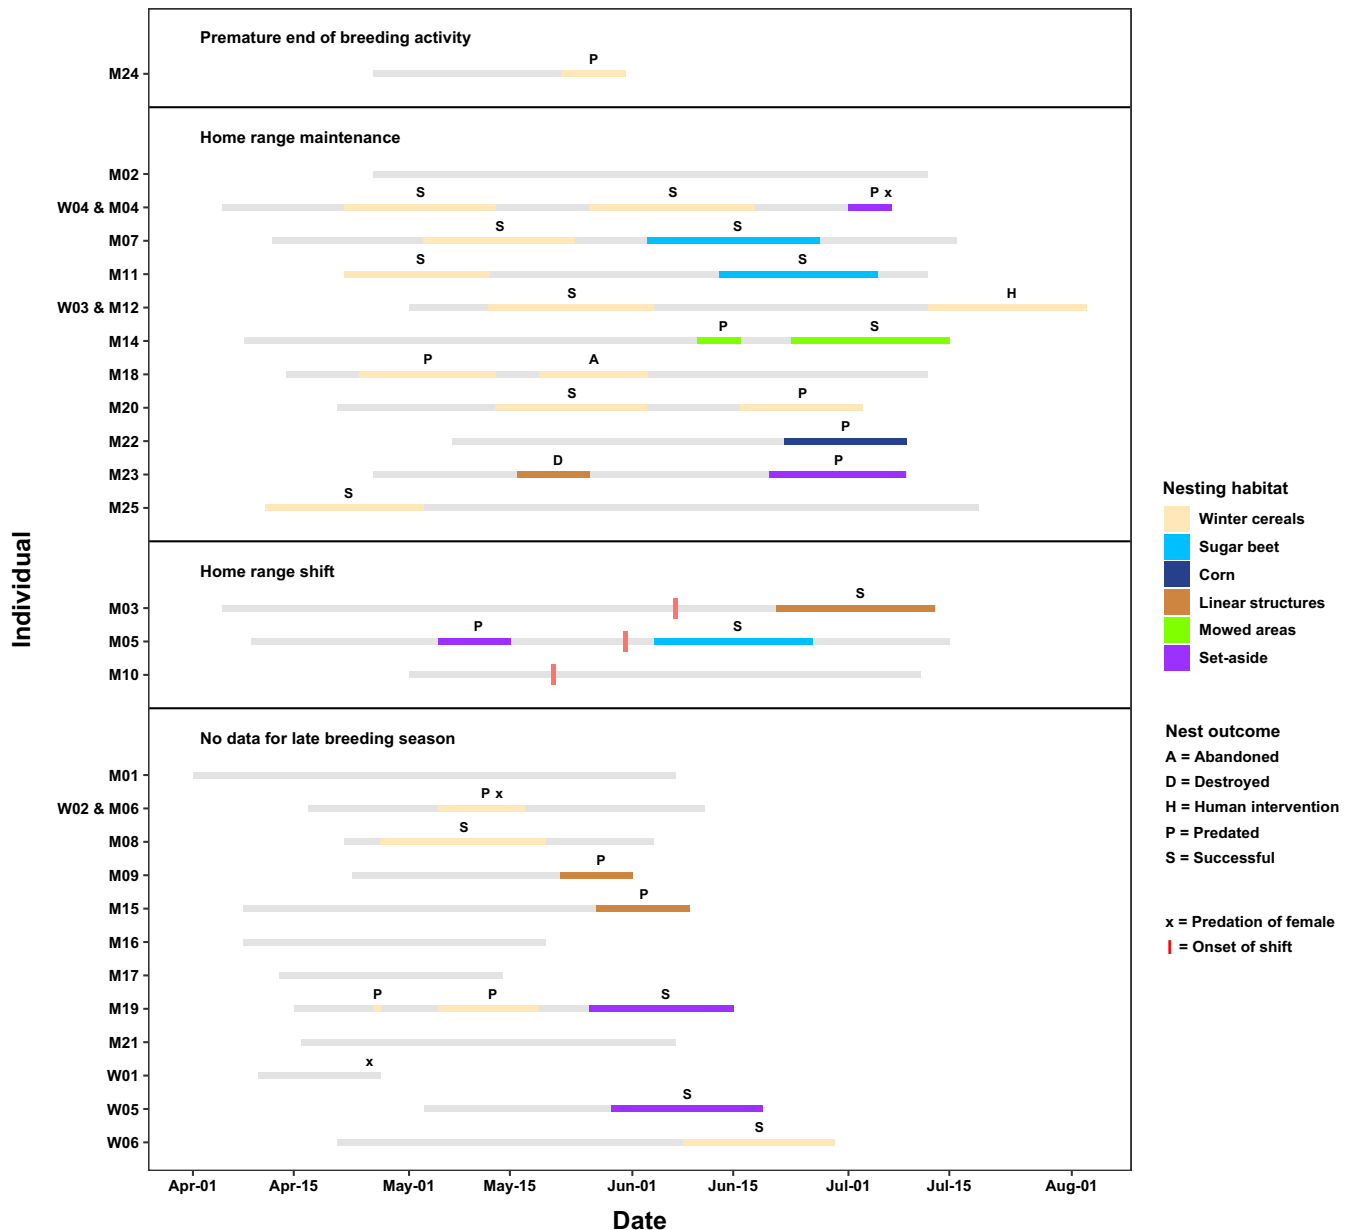 Premature end of breeding activity
P
M24
Home range maintenance
M02
S S P x
W04 & M04
S S
M07
S S
M11
S H
W03 & M12
P S
M14
P A
M18
S P
M20
P
M22
D P
M23
S
M25
Home range shift
S
M03
P S
M05
M10
No data for late breeding season
M01
P x
W02 & M06
S
M08
P
M09
P
M15
M16
M17
P P S
M19
M21
x
W01
S
W05
S
W06
Apr-01 Apr-15 May-01 May-15 Jun-01 Jun-15 Jul-01 Jul-15 Aug-01
Date
Individual
Nesting habitat
Winter cereals
Sugar beet
Corn
Linear structures
Mowed areas
Set-aside
Nest outcome
A = Abandoned
D = Destroyed
H = Human intervention
P = Predated
S = Successful
x = Predation of female
| = Onset of shift